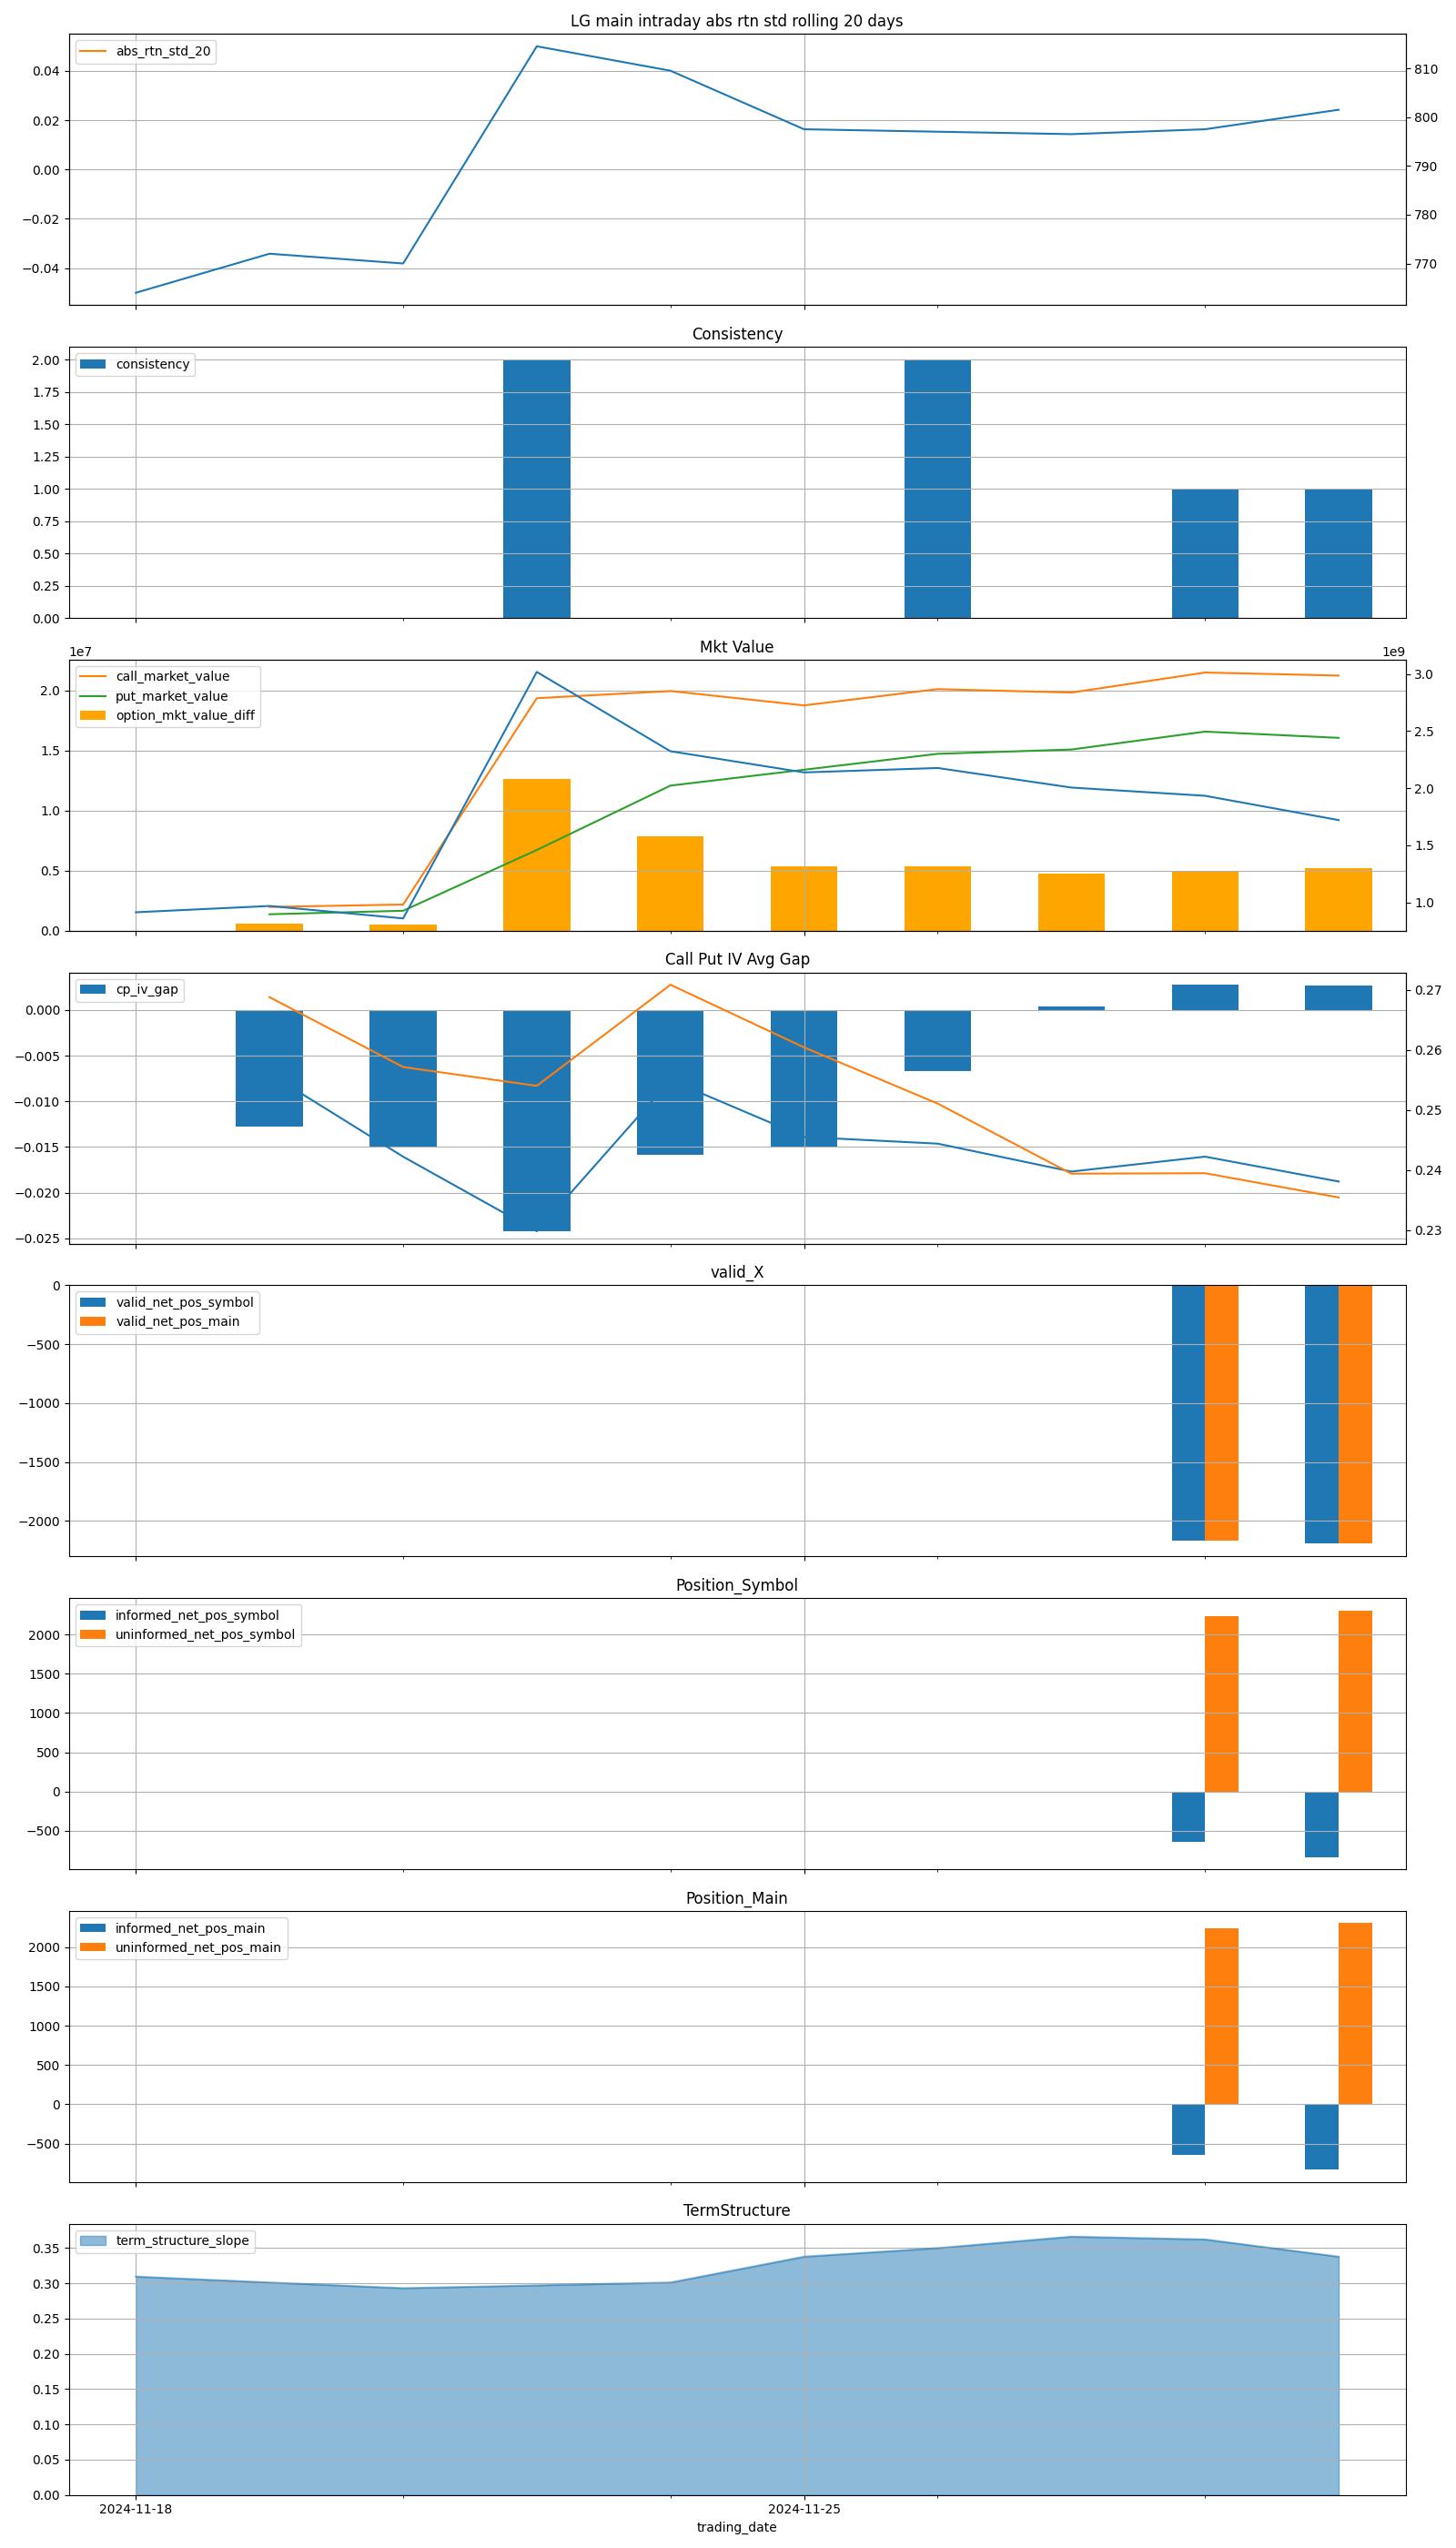 LG main intraday abs rtn std rolling 20 days
abs_rtn_std_20
0.04
0.02
0.00
−0.02
−0.04
810
800
790
780
770
Consistency
consistency
2.00
1.75
1.50
1.25
1.00
0.75
0.50
0.25
0.00
Mkt Value
1e7
1e9
call_market_value
put_market_value
option_mkt_value_diff
2.0
1.5
1.0
0.5
0.0
3.0
2.5
2.0
1.5
1.0
Call Put IV Avg Gap
cp_iv_gap
0.000
−0.005
−0.010
−0.015
−0.020
−0.025
0.27
0.26
0.25
0.24
0.23
valid_X
valid_net_pos_symbol
valid_net_pos_main
0
−500
−1000
−1500
−2000
Position_Symbol
informed_net_pos_symbol
uninformed_net_pos_symbol
2000
1500
1000
500
0
−500
Position_Main
informed_net_pos_main
uninformed_net_pos_main
2000
1500
1000
500
0
−500
TermStructure
term_structure_slope
0.35
0.30
0.25
0.20
0.15
0.10
0.05
0.00
2024-11-18
2024-11-25
trading_date